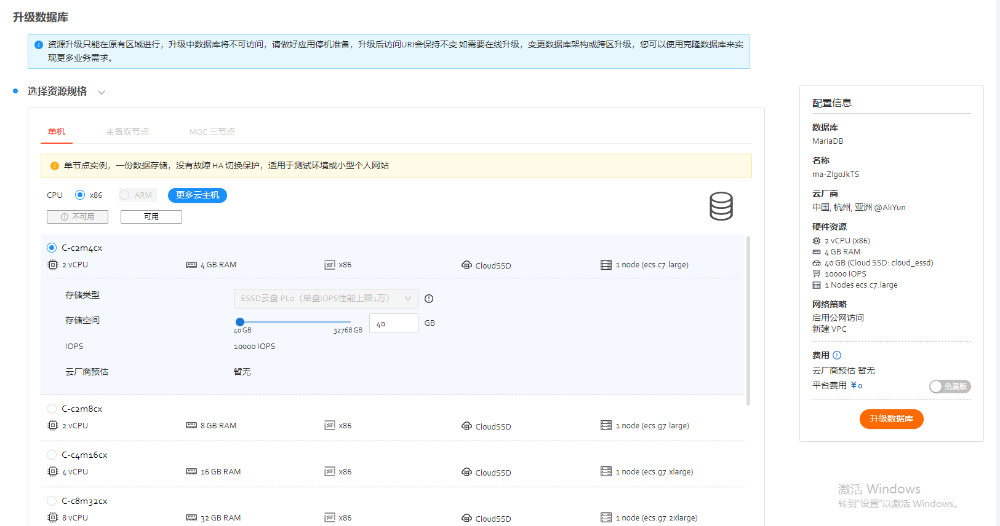 升级数据库
资源升级只能在原有区域进行，升级中数据库将不可访问，请做好应用停机准备，升级后访问URI会保持不变 如需要在线升级，变更数据库架构或跨区升级，您可以使用克隆数据库来实
现更多业务需求。
选择资源规格
单机 主备双节点 MGC 三节点
单节点实例，一份数据存储，没有故障 HA 切换保护，适用于测试环境或小型个人网站
CPU x86 ARM 更多云主机
不可用 可用
C-c2m4cx
2 vCPU 4 GB RAM x86 CloudSSD 1 node (ecs.c7.large)
存储类型 ESSD云盘:PL0（单盘IOPS性能上限1万）
存储空间 40 GB
40 GB 32768 GB
IOPS 10000 IOPS
云厂商预估 暂无
C-c2m8cx
2 vCPU 8 GB RAM x86 CloudSSD 1 node (ecs.g7.large)
C-c4m16cx
4 vCPU 16 GB RAM x86 CloudSSD 1 node (ecs.g7.xlarge)
C-c8m32cx
8 vCPU 32 GB RAM x86 CloudSSD 1 node (ecs.g7.2xlarge)
配置信息
数据库
MariaDB
名称
ma-ZIgoJkTS
云厂商
中国, 杭州, 亚洲 @AliYun
硬件资源
2 vCPU (x86)
4 GB RAM
40 GB (Cloud SSD: cloud_essd)
10000 IOPS
1 Nodes ecs.c7.large
网络策略
启用公网访问
新建 VPC
费用
云厂商预估 暂无
平台费用 ¥0 免费版
升级数据库
激活 Windows
转到“设置”以激活 Windows。